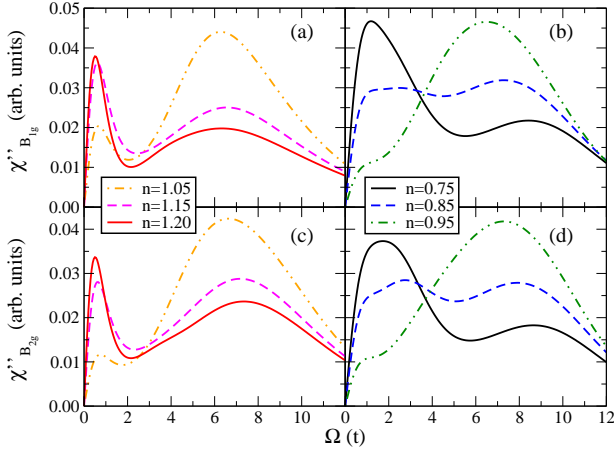 0.05
0.04
0.03
0.02
0.01
0.00
χ’’B1g (arb. units)
(a)
(b)
n=1.05
n=1.15
n=1.20
n=0.75
n=0.85
n=0.95
0.04
0.03
0.02
0.01
0.00
χ’’B2g (arb. units)
(c)
(d)
0 2 4 6 8 10 0 2 4 6 8 10 12
Ω (t)